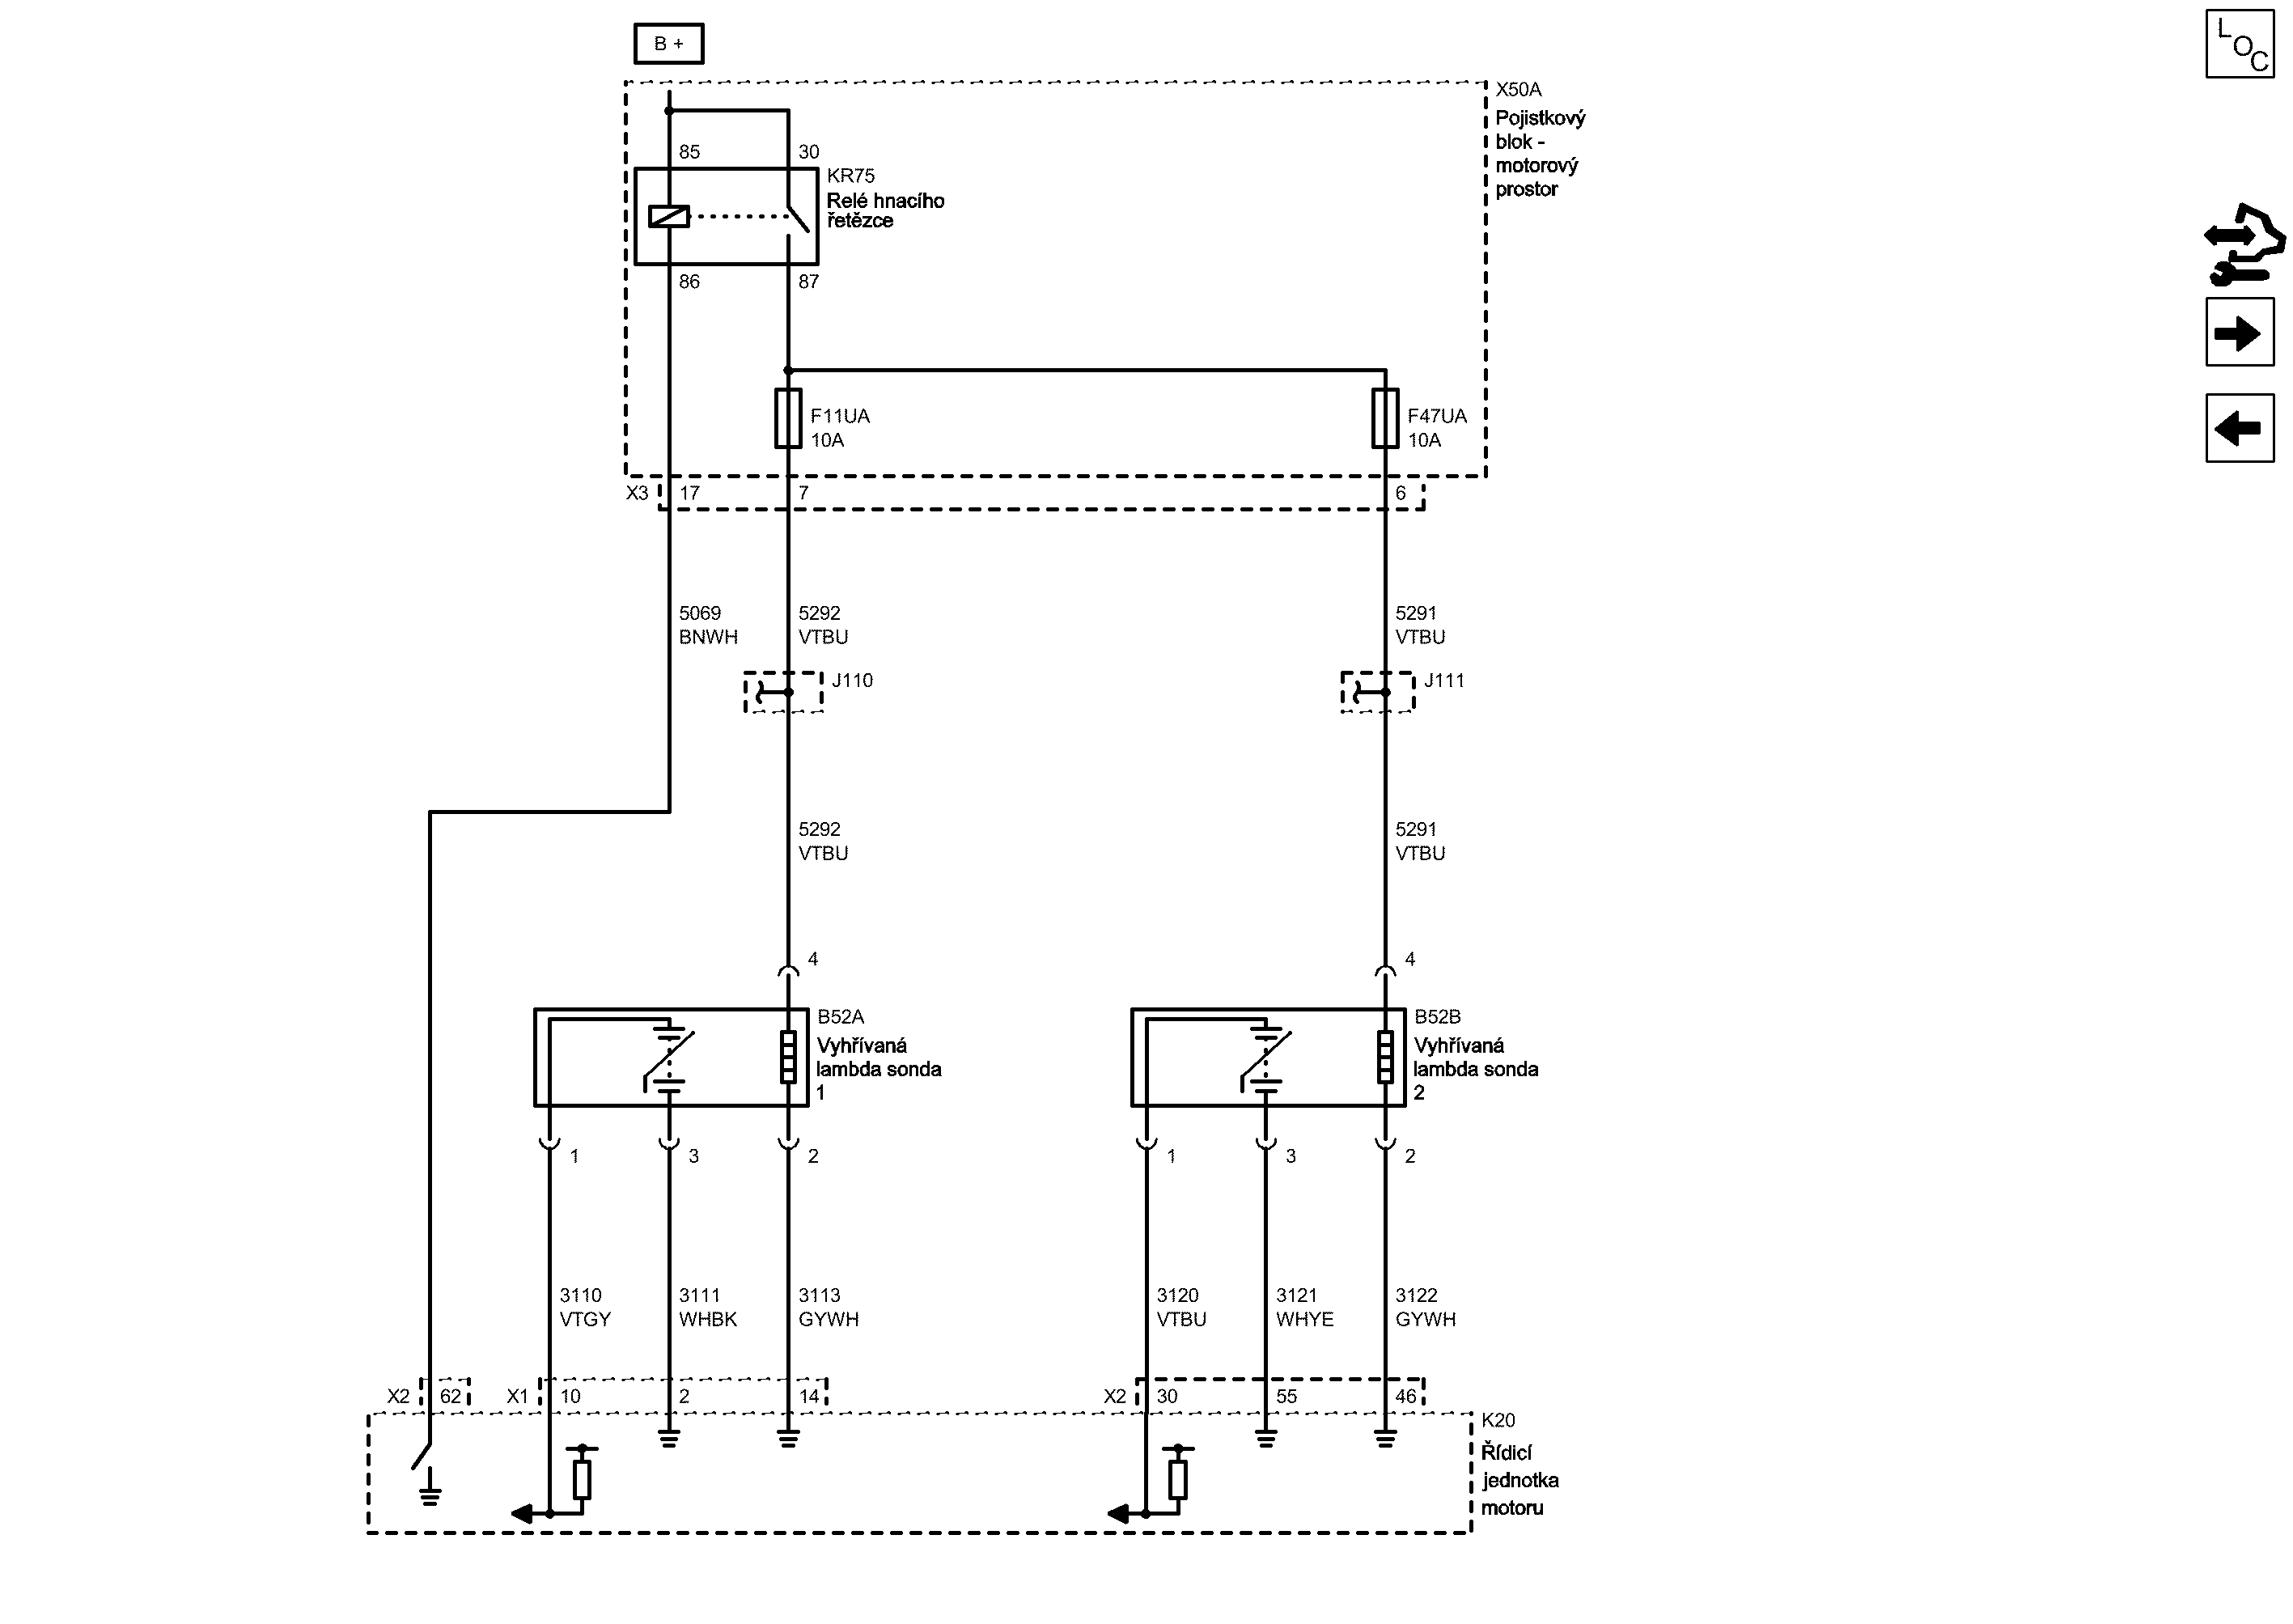 B +
LOC
X50A
Pojistkový
blok -
motorový
prostor
85
30
KR75
Relé hnacího
řetězce
86
87
F11UA
10A
F47UA
10A
X3
17
7
6
5069
BNWH
5292
VTBU
5291
VTBU
J110
J111
5292
VTBU
5291
VTBU
4
4
B52A
Vyhřívaná
lambda sonda
1
B52B
Vyhřívaná
lambda sonda
2
1
3
2
1
3
2
3110
VTGY
3111
WHBK
3113
GYWH
3120
VTBU
3121
WHYE
3122
GYWH
X2
62
X1
10
2
14
X2
30
55
46
K20
Řídicí
jednotka
motoru